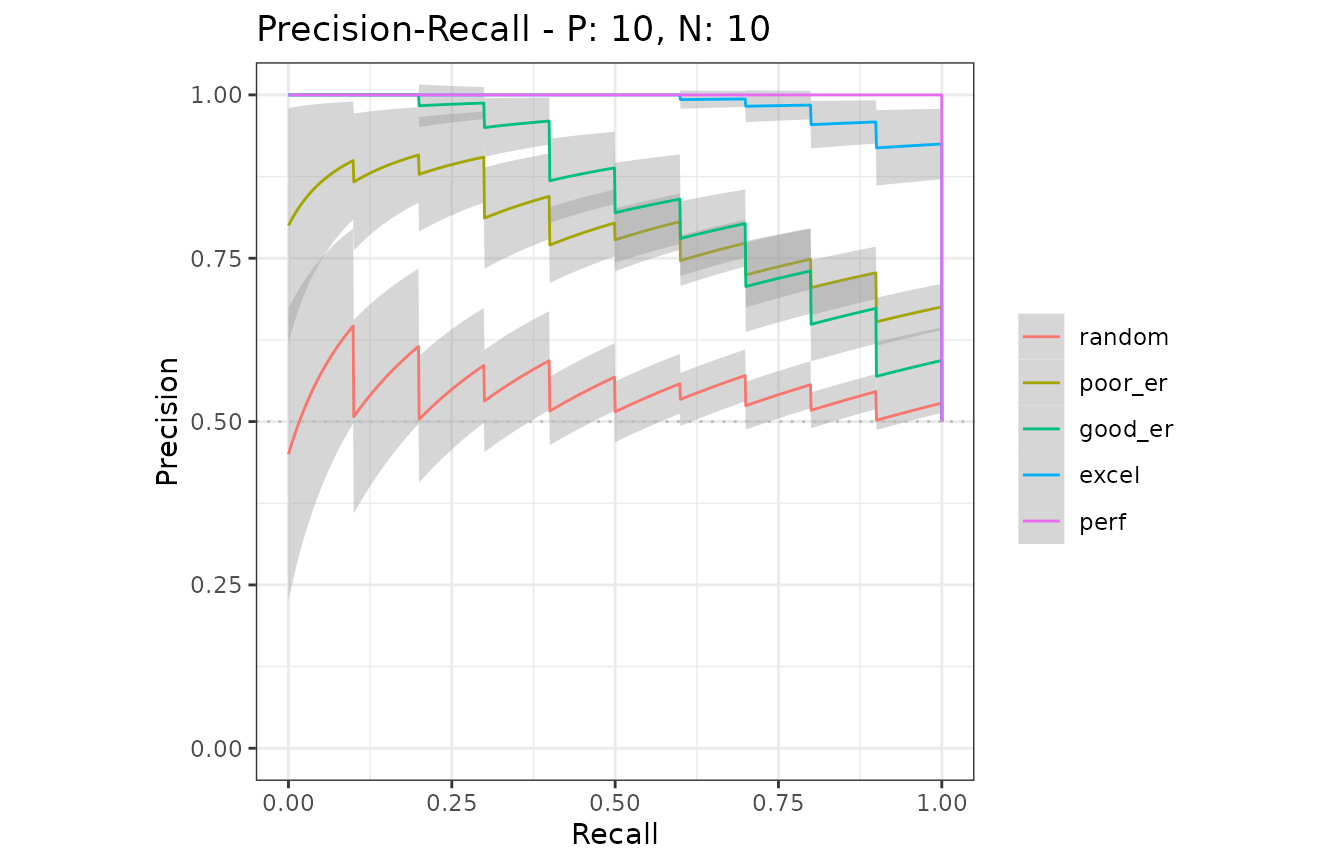 Precision-Recall - P: 10, N: 10
1.00
0.75
0.50
0.25
0.00
Precision
0.00 0.25 0.50 0.75 1.00
Recall
random
poor_er
good_er
excel
perf